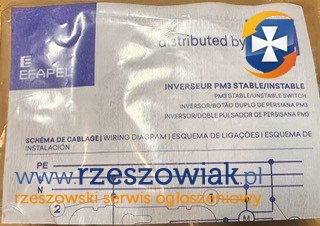 distributed by
E
EFAPEL
INVERSEUR PM3 STABLE/INSTABLE
PM3 STABLE/UNSTABLE SWITCH
INVERSOR/BOTÃO DUPLO DE PERSIANA PM3
INVERSOR/DOBLE PULSADOR DE PERSIANA PM3
SCHÉMA DE CABLAGE | WIRING DIAGRAM | ESQUEMA DE LIGAÇÕES | ESQUEMA DE
INSTALACIÓN
PE
www.rzeszowiak.pl
N
rzeszowski serwis ogłoszeniowy
2
1
M